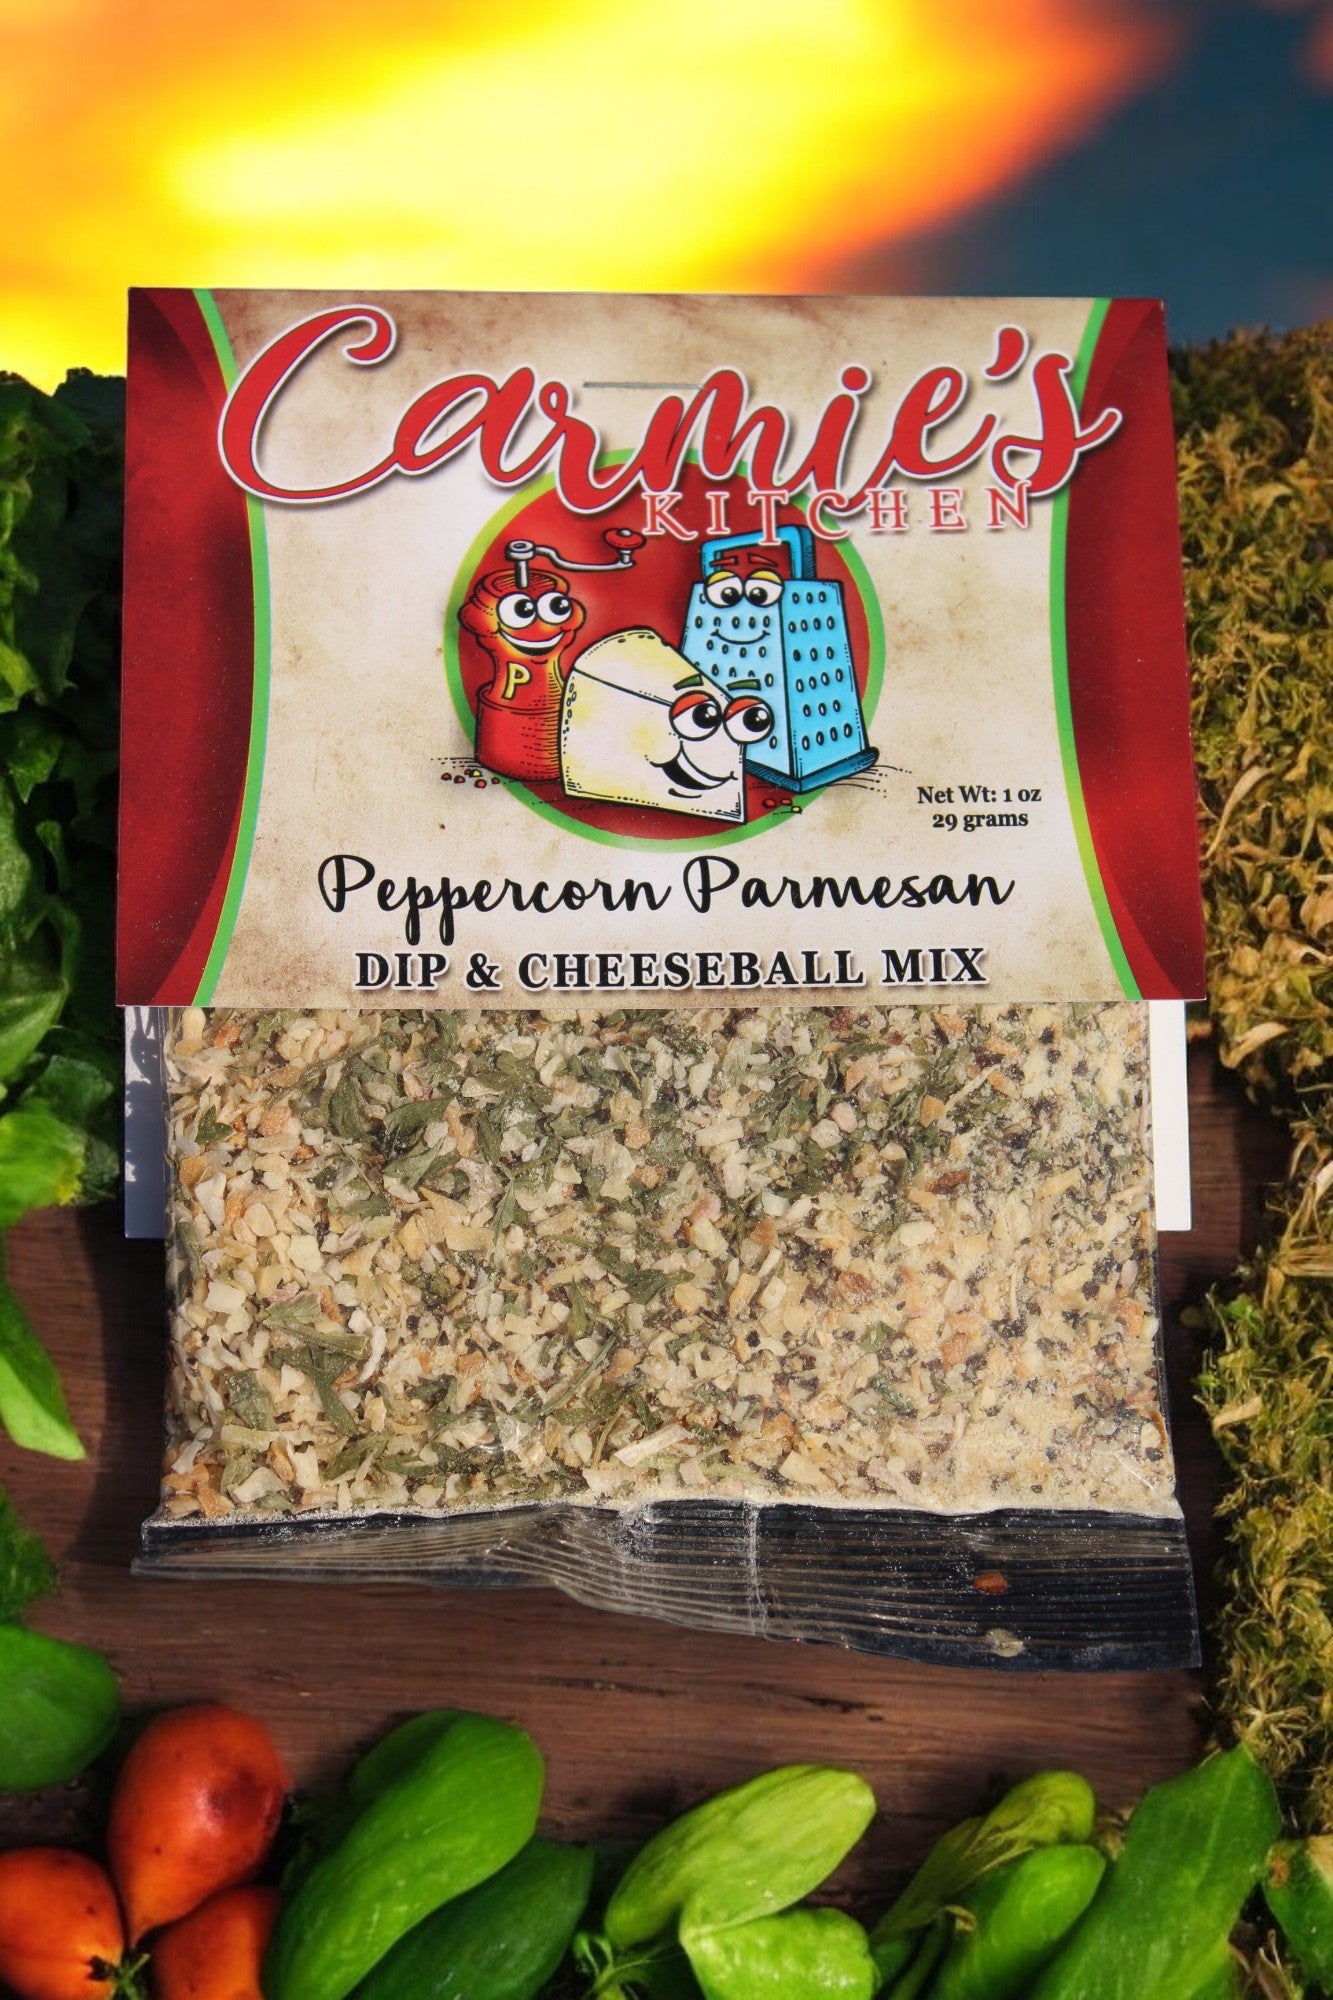 Carmie's
KITCHEN
P
Net Wt: 1 oz
29 grams
Peppercorn Parmesan
DIP & CHEESEBALL MIX